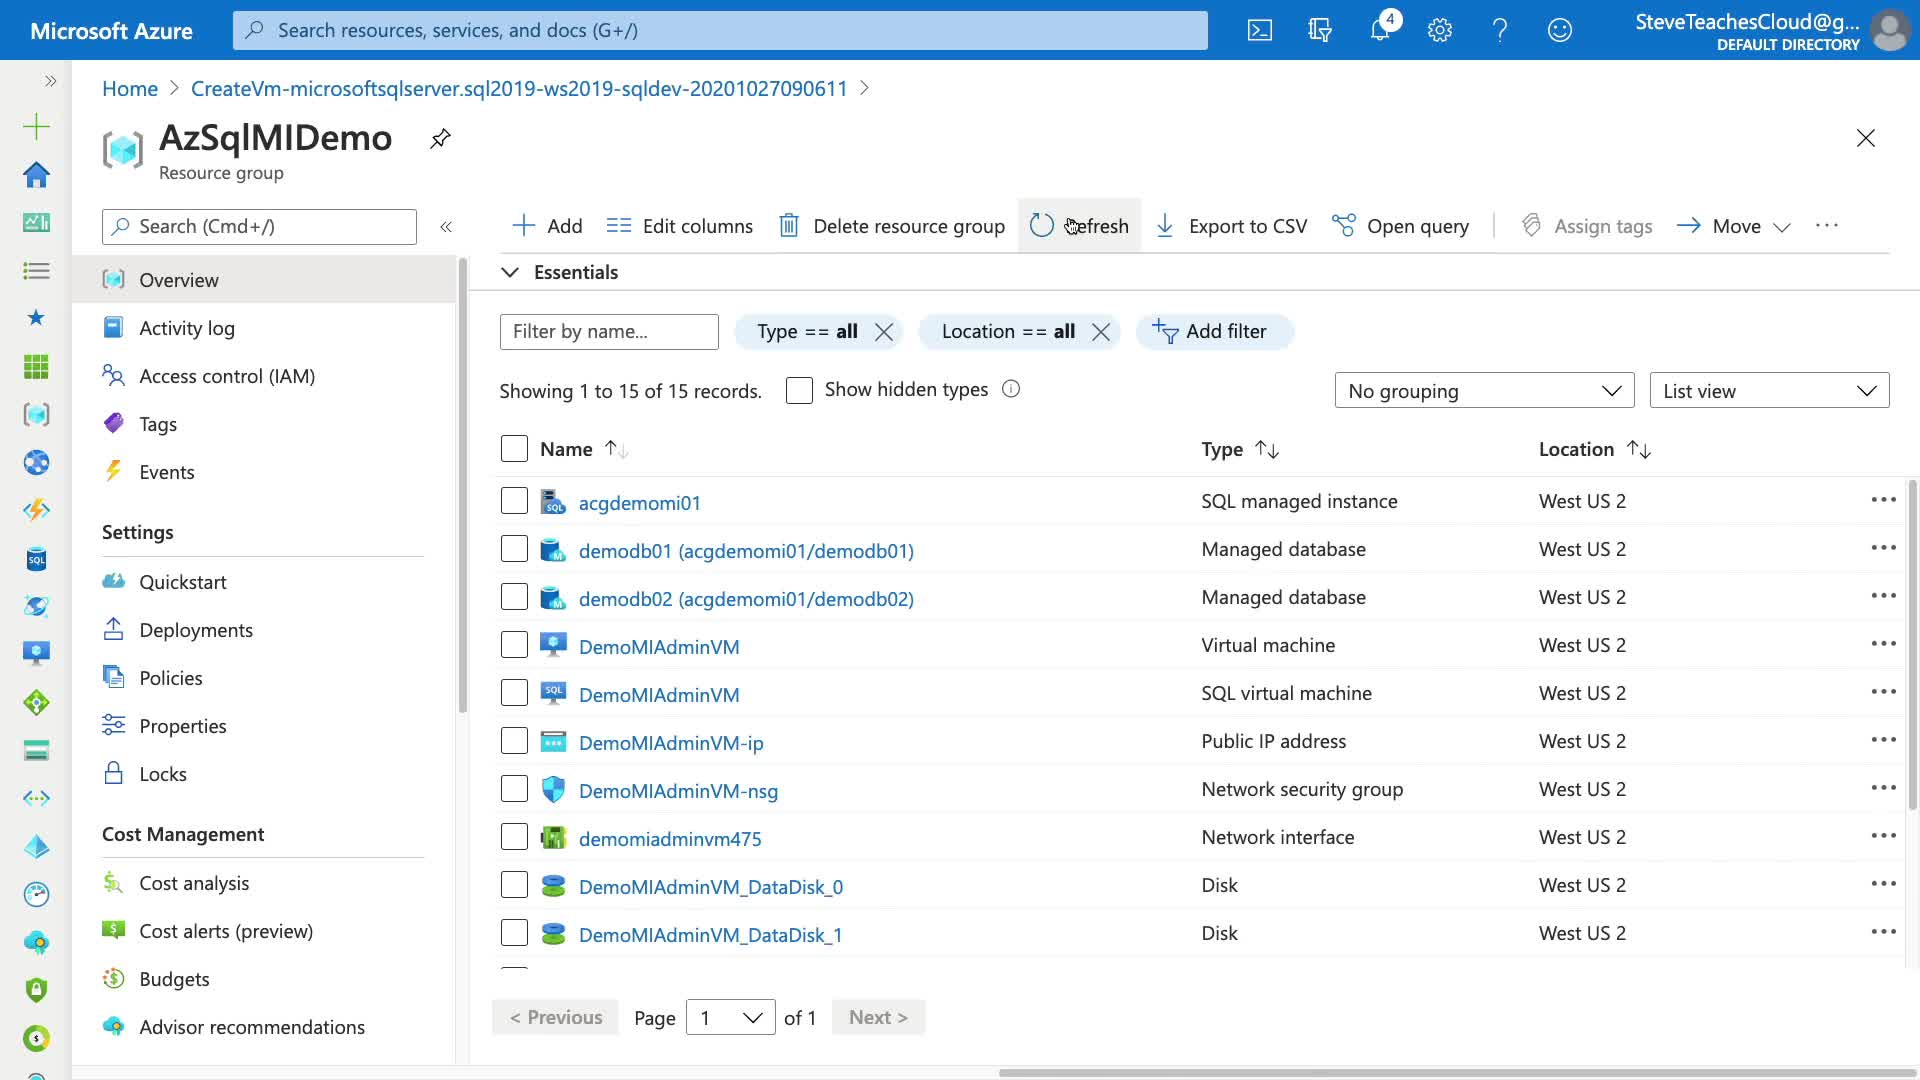 Microsoft Azure
Search resources, services, and docs (G+/)
4
SteveTeachesCloud@g...
DEFAULT DIRECTORY
Home > CreateVm-microsoftsqlserver.sql2019-ws2019-sqldev-20201027090611 >
AzSqlMIDemo
Resource group
Search (Cmd+/)
Add
Edit columns
Delete resource group
Refresh
Export to CSV
Open query
Assign tags
Move
Overview
Activity log
Access control (IAM)
Tags
Events
Settings
Quickstart
Deployments
Policies
Properties
Locks
Cost Management
Cost analysis
Cost alerts (preview)
Budgets
Advisor recommendations
Essentials
Filter by name...
Type == all
Location == all
Add filter
Showing 1 to 15 of 15 records.
Show hidden types
No grouping
List view
Name Type Location
acgdemomi01 SQL managed instance West US 2
demodb01 (acgdemomi01/demodb01) Managed database West US 2
demodb02 (acgdemomi01/demodb02) Managed database West US 2
DemoMIAdminVM Virtual machine West US 2
DemoMIAdminVM SQL virtual machine West US 2
DemoMIAdminVM-ip Public IP address West US 2
DemoMIAdminVM-nsg Network security group West US 2
demomiadminvm475 Network interface West US 2
DemoMIAdminVM_DataDisk_0 Disk West US 2
DemoMIAdminVM_DataDisk_1 Disk West US 2
< Previous Page 1 of 1 Next >